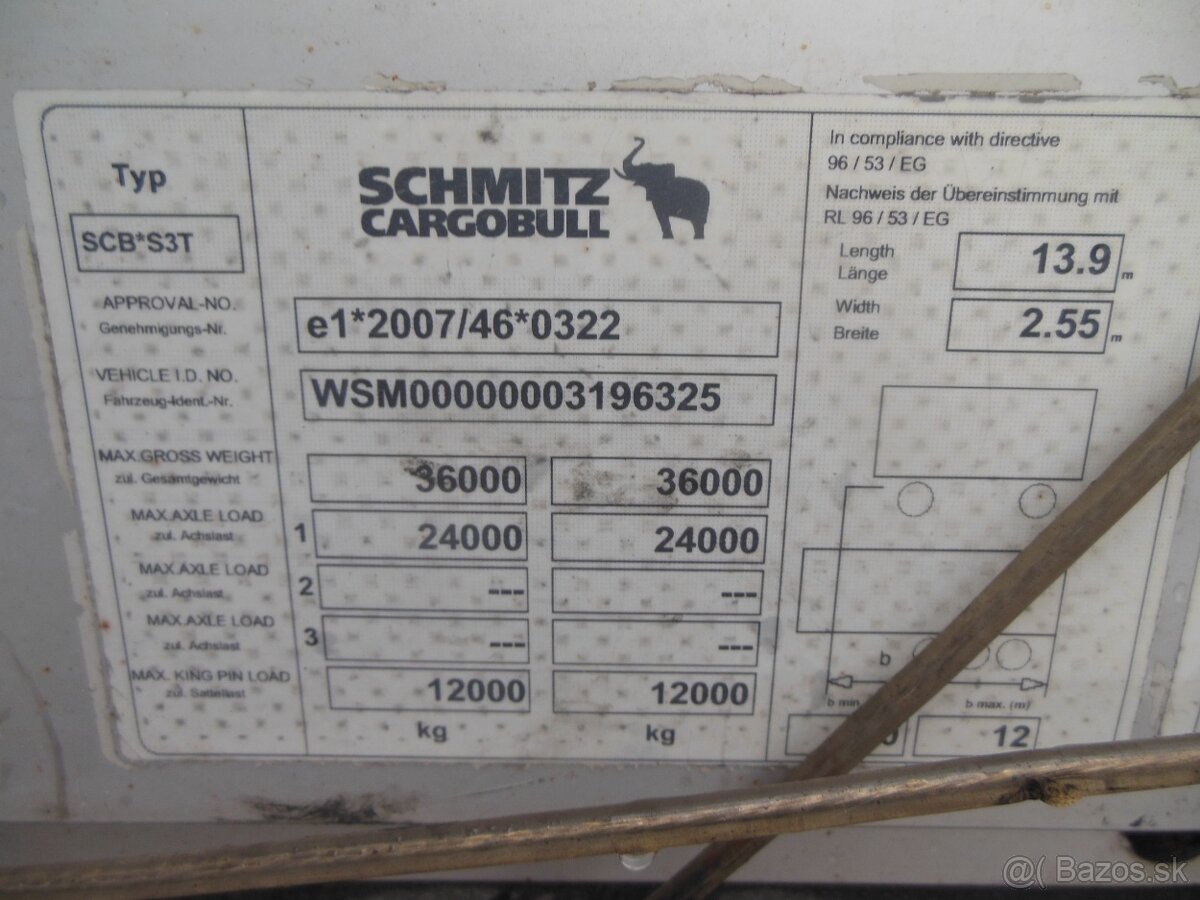 Typ
SCB*S3T
SCHMITZ
CARGOBULL
APPROVAL-NO.
Genehmigungs-Nr.
e1*2007/46*0322
VEHICLE I.D. NO.
Fahrzeug-Ident.-Nr.
WSM00000003196325
MAX.GROSS WEIGHT
zul. Gesamtgewicht
36000 36000
MAX.AXLE LOAD
zul. Achslast
1 24000 24000
MAX.AXLE LOAD
zul. Achslast
2 --- ---
MAX.AXLE LOAD
zul. Achslast
3 --- ---
MAX. KING PIN LOAD
zul. Sattellast
12000 12000
kg kg
In compliance with directive
96 / 53 / EG
Nachweis der Übereinstimmung mit
RL 96 / 53 / EG
Length
Länge
13.9 m
Width
Breite
2.55 m
b
b min b max. (m)
12
@( Bazos.sk